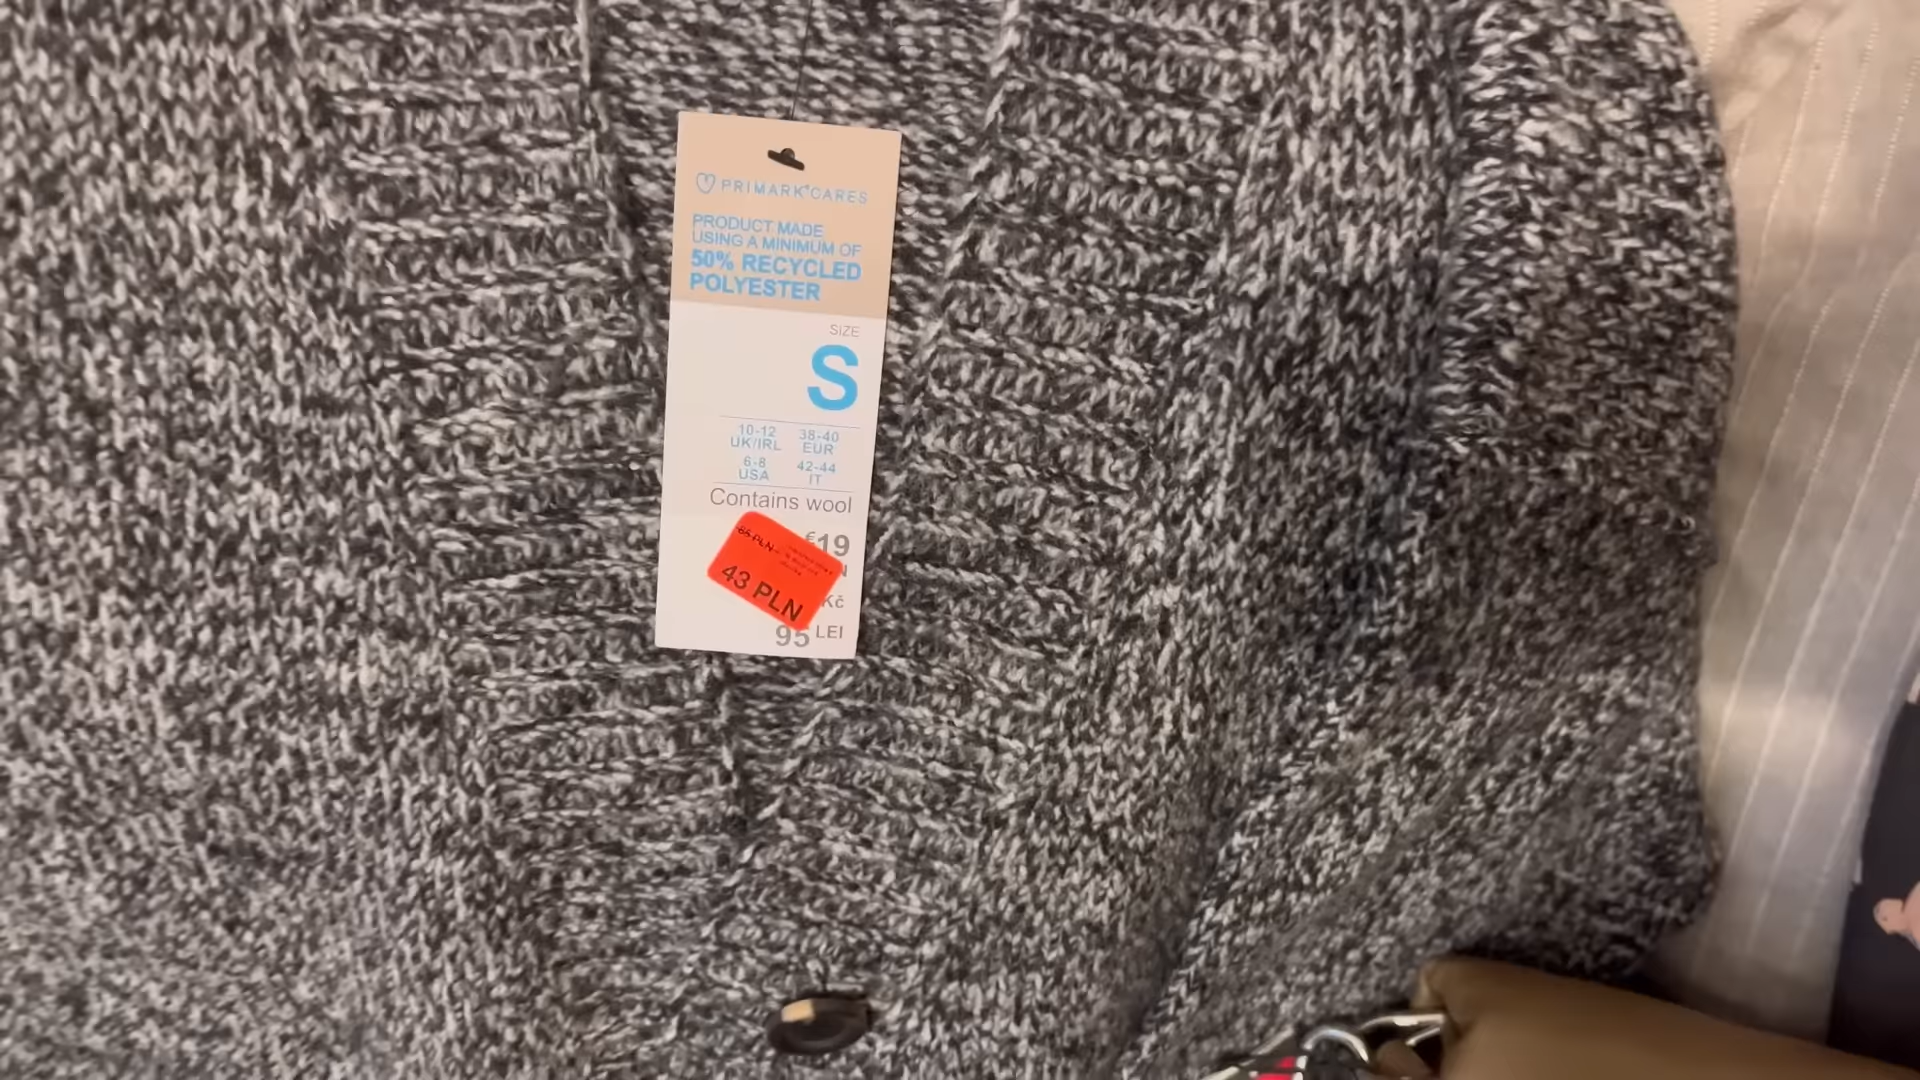 PRIMARK CARES
PRODUCT MADE
USING A MINIMUM OF
50% RECYCLED
POLYESTER
SIZE
S
10-12 38-40
UK/IRL EUR
6-8 42-44
USA IT
Contains wool
€19
65 PLN
43 PLN
Kč
95 LEI